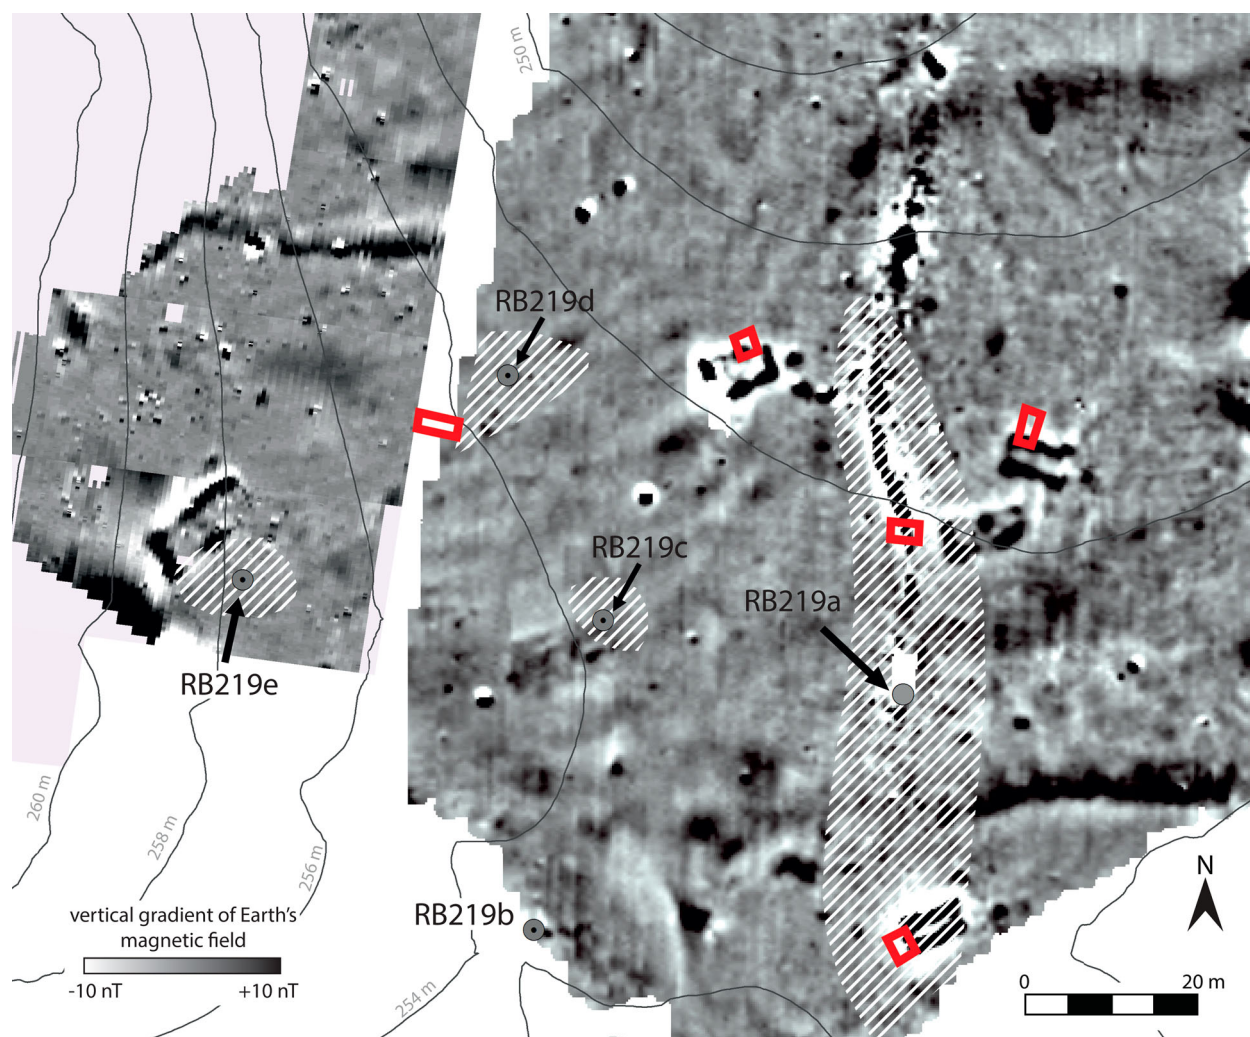 250 m
RB219d
RB219c
RB219a
RB219e
260 m
258 m
256 m
254 m
RB219b
vertical gradient of Earth's
magnetic field
-10 nT
+10 nT
N
0
20 m